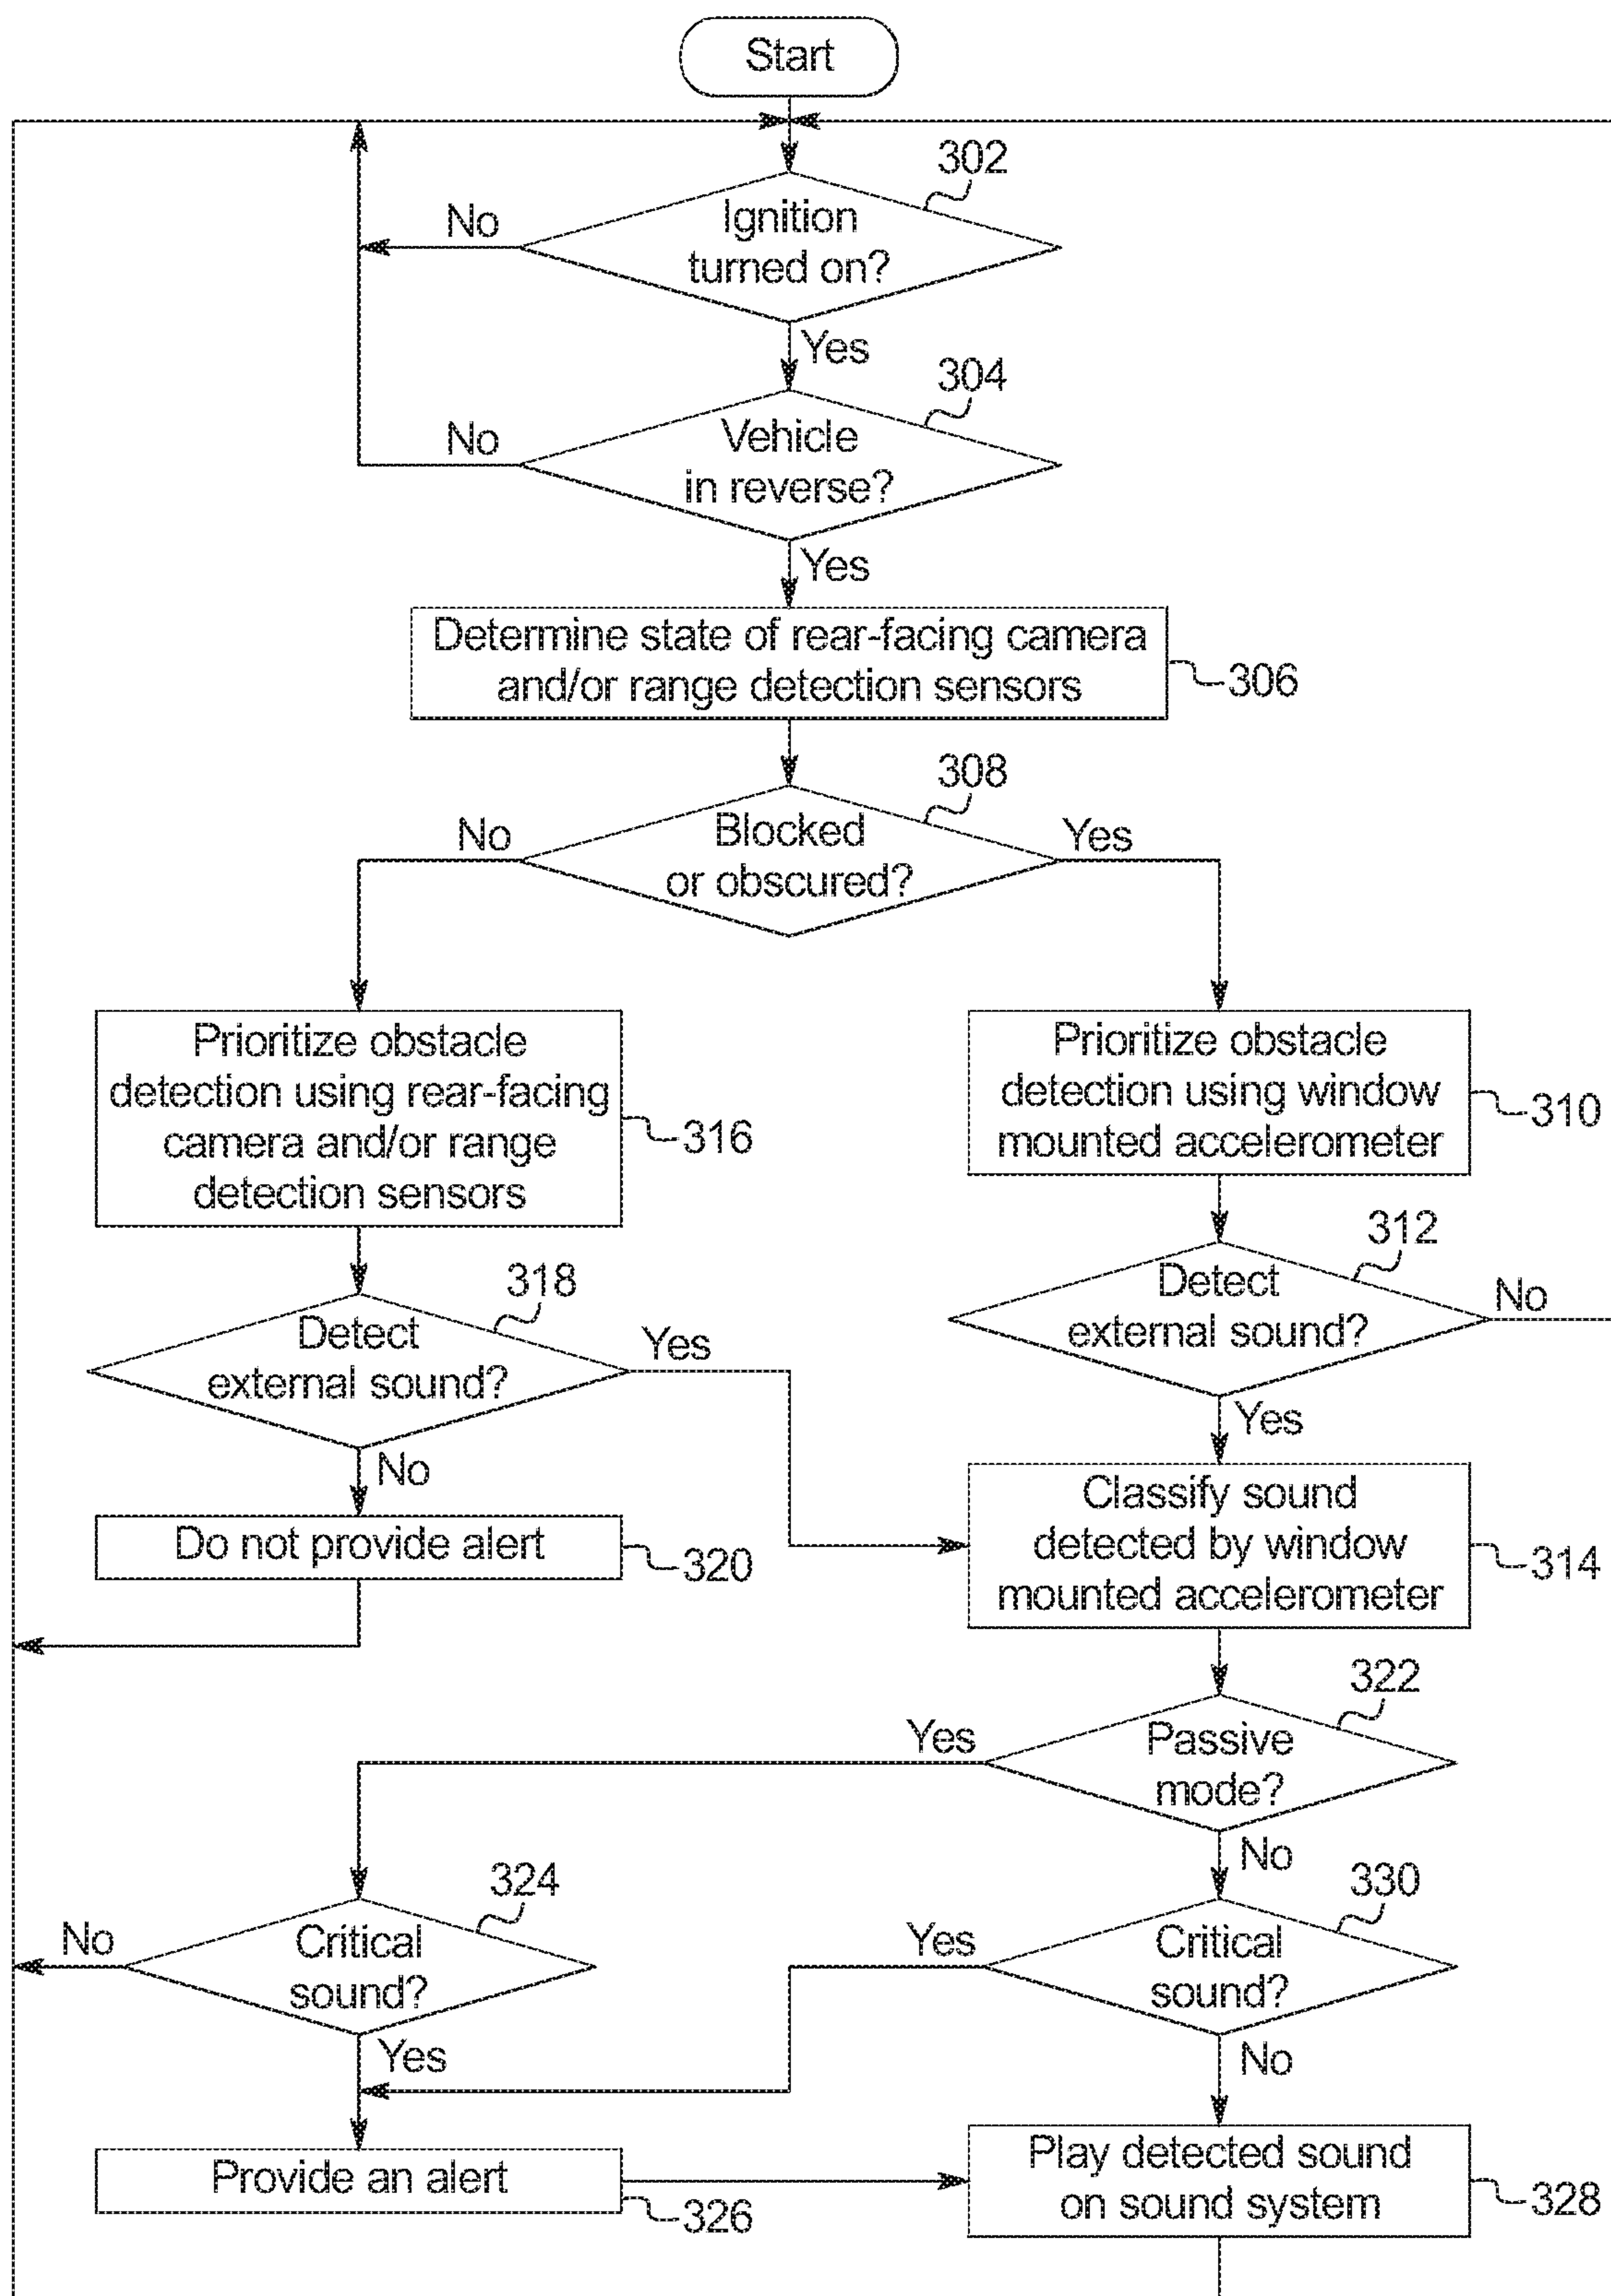 Start
302
Ignition
turned on?
No
Yes
304
Vehicle
in reverse?
No
Yes
Determine state of rear-facing camera
and/or range detection sensors
306
308
Blocked
or obscured?
No
Yes
Prioritize obstacle
detection using rear-facing
camera and/or range
detection sensors
316
Prioritize obstacle
detection using window
mounted accelerometer
310
312
Detect
external sound?
No
Yes
318
Detect
external sound?
Yes
No
Do not provide alert
320
Classify sound
detected by window
mounted accelerometer
314
322
Passive
mode?
Yes
No
324
Critical
sound?
No
Yes
330
Critical
sound?
Yes
No
Provide an alert
326
Play detected sound
on sound system
328